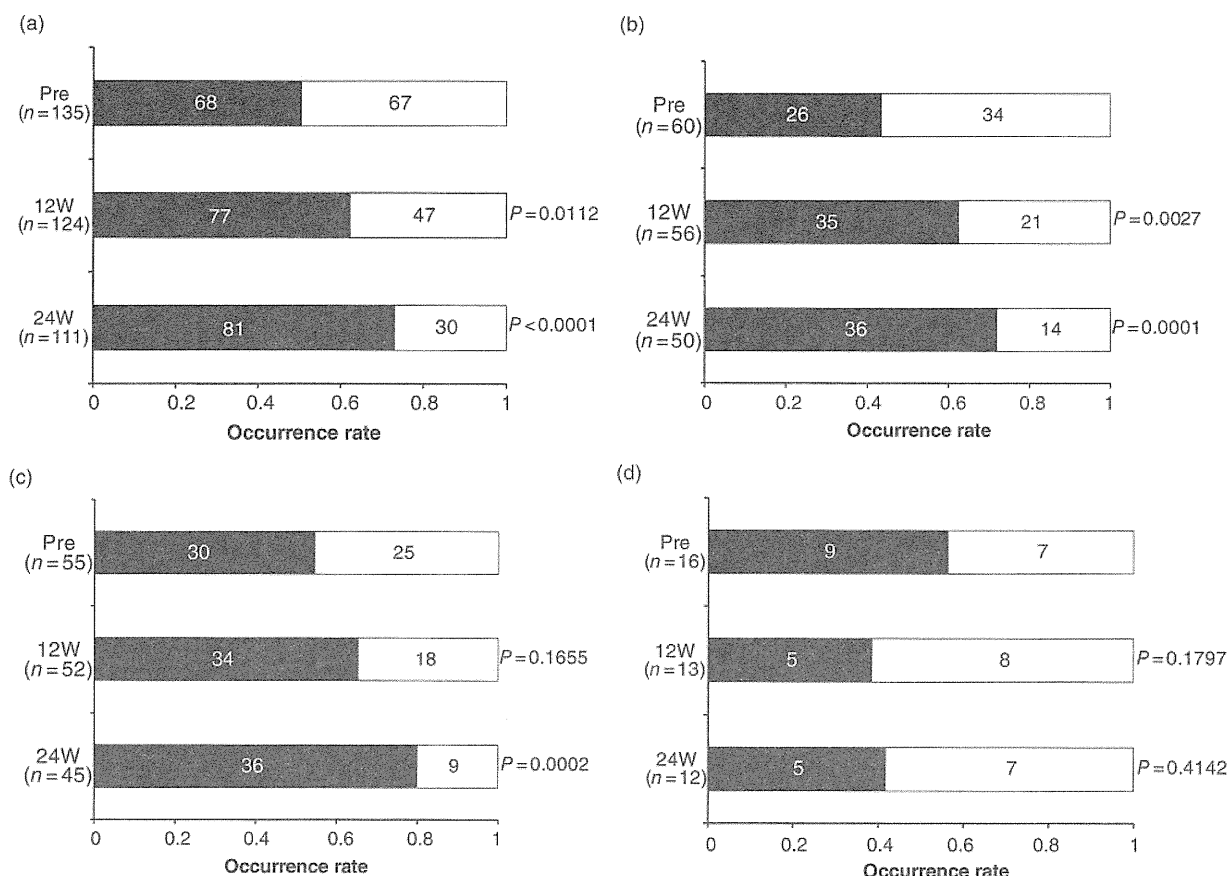 (a)
Pre
(n=135)
68 67
12W
(n=124)
77 47 P=0.0112
24W
(n=111)
81 30 P<0.0001
0 0.2 0.4 0.6 0.8 1
Occurrence rate
(b)
Pre
(n=60)
26 34
12W
(n=56)
35 21 P=0.0027
24W
(n=50)
36 14 P=0.0001
0 0.2 0.4 0.6 0.8 1
Occurrence rate
(c)
Pre
(n=55)
30 25
12W
(n=52)
34 18 P=0.1655
24W
(n=45)
36 9 P=0.0002
0 0.2 0.4 0.6 0.8 1
Occurrence rate
(d)
Pre
(n=16)
9 7
12W
(n=13)
5 8 P=0.1797
24W
(n=12)
5 7 P=0.4142
0 0.2 0.4 0.6 0.8 1
Occurrence rate